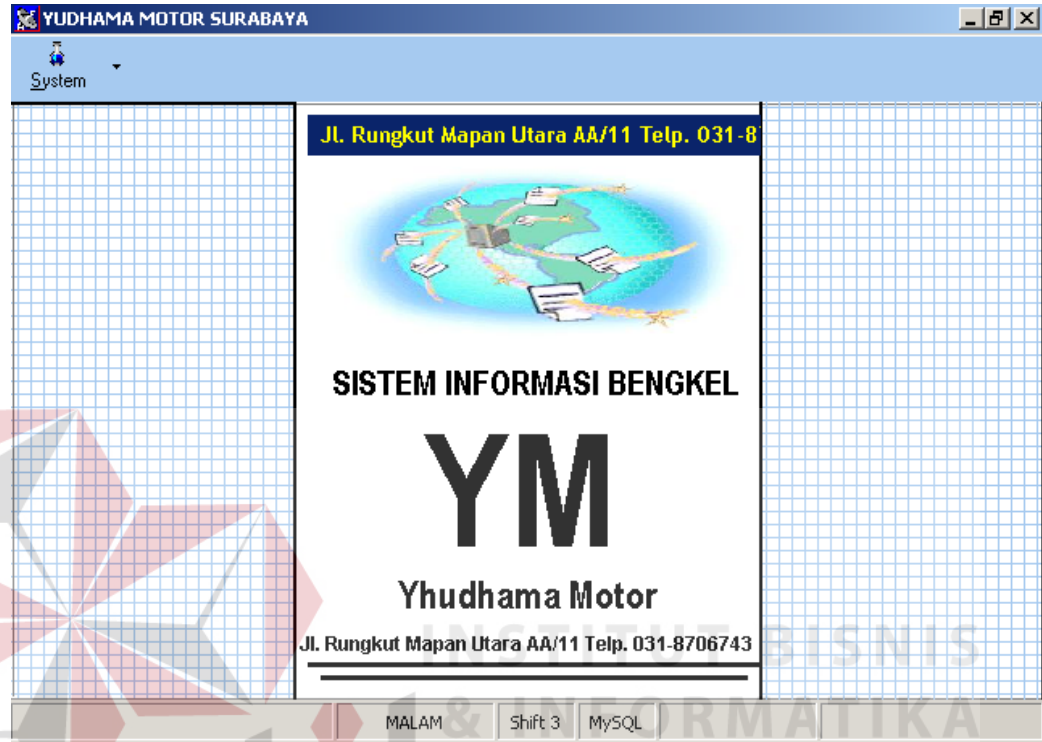 YUDHAMA MOTOR SURABAYA
System
Jl. Rungkut Mapan Utara AA/11 Telp. 031-8
SISTEM INFORMASI BENGKEL
YM
Yhudhama Motor
Jl. Rungkut Mapan Utara AA/11 Telp. 031-8706743
INSTITUT BISNIS
& INFORMATIKA
MALAM Shift 3 MySQL